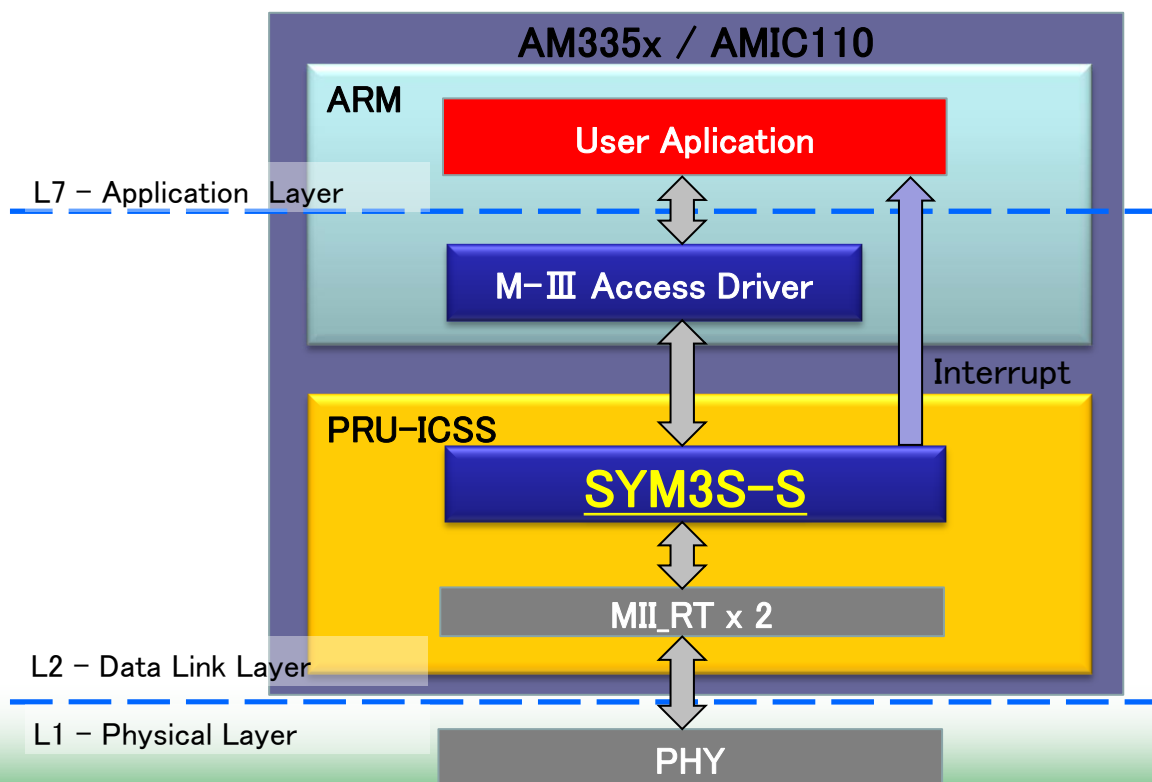 AM335x / AMIC110
ARM
User Aplication
L7 - Application Layer
M-Ⅲ Access Driver
Interrupt
PRU-ICSS
SYM3S-S
MII_RT x 2
L2 - Data Link Layer
L1 - Physical Layer
PHY